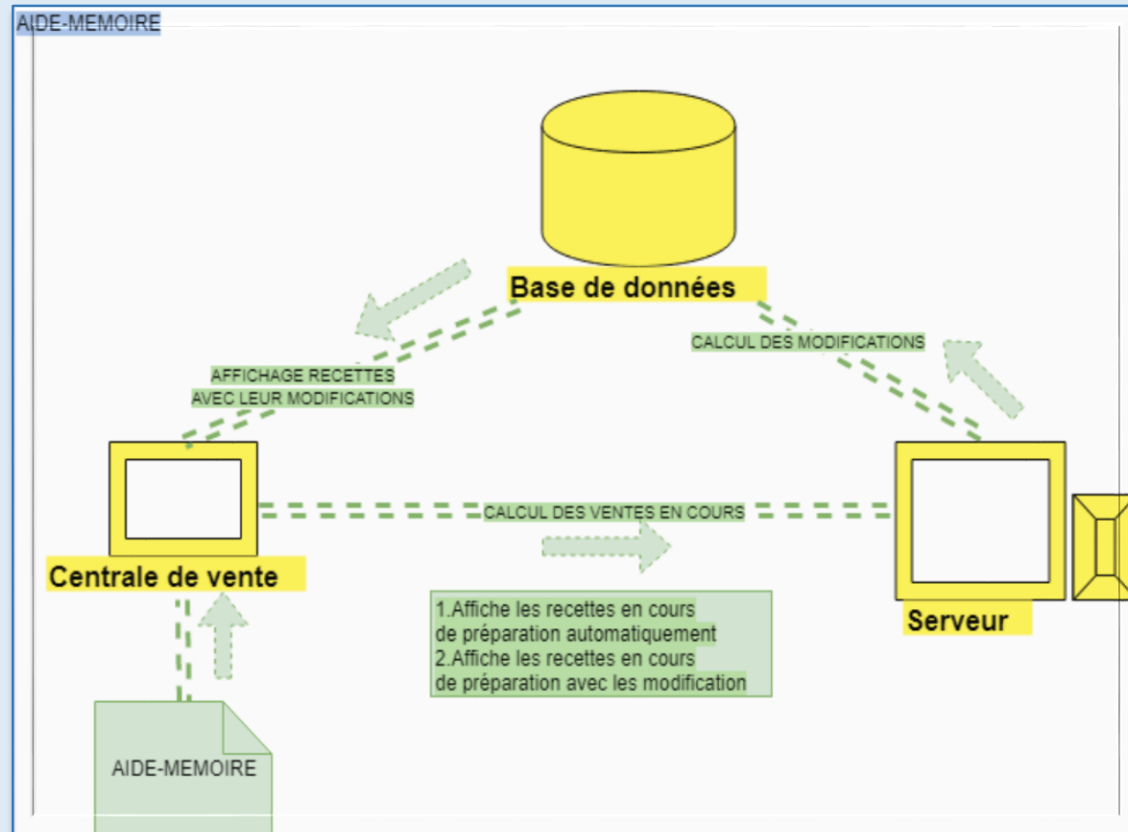 AIDE-MEMOIRE
Base de données
CALCUL DES MODIFICATIONS
AFFICHAGE RECETTES
AVEC LEUR MODIFICATIONS
CALCUL DES VENTES EN COURS
Centrale de vente
Serveur
1.Affiche les recettes en cours
de préparation automatiquement
2.Affiche les recettes en cours
de préparation avec les modification
AIDE-MEMOIRE